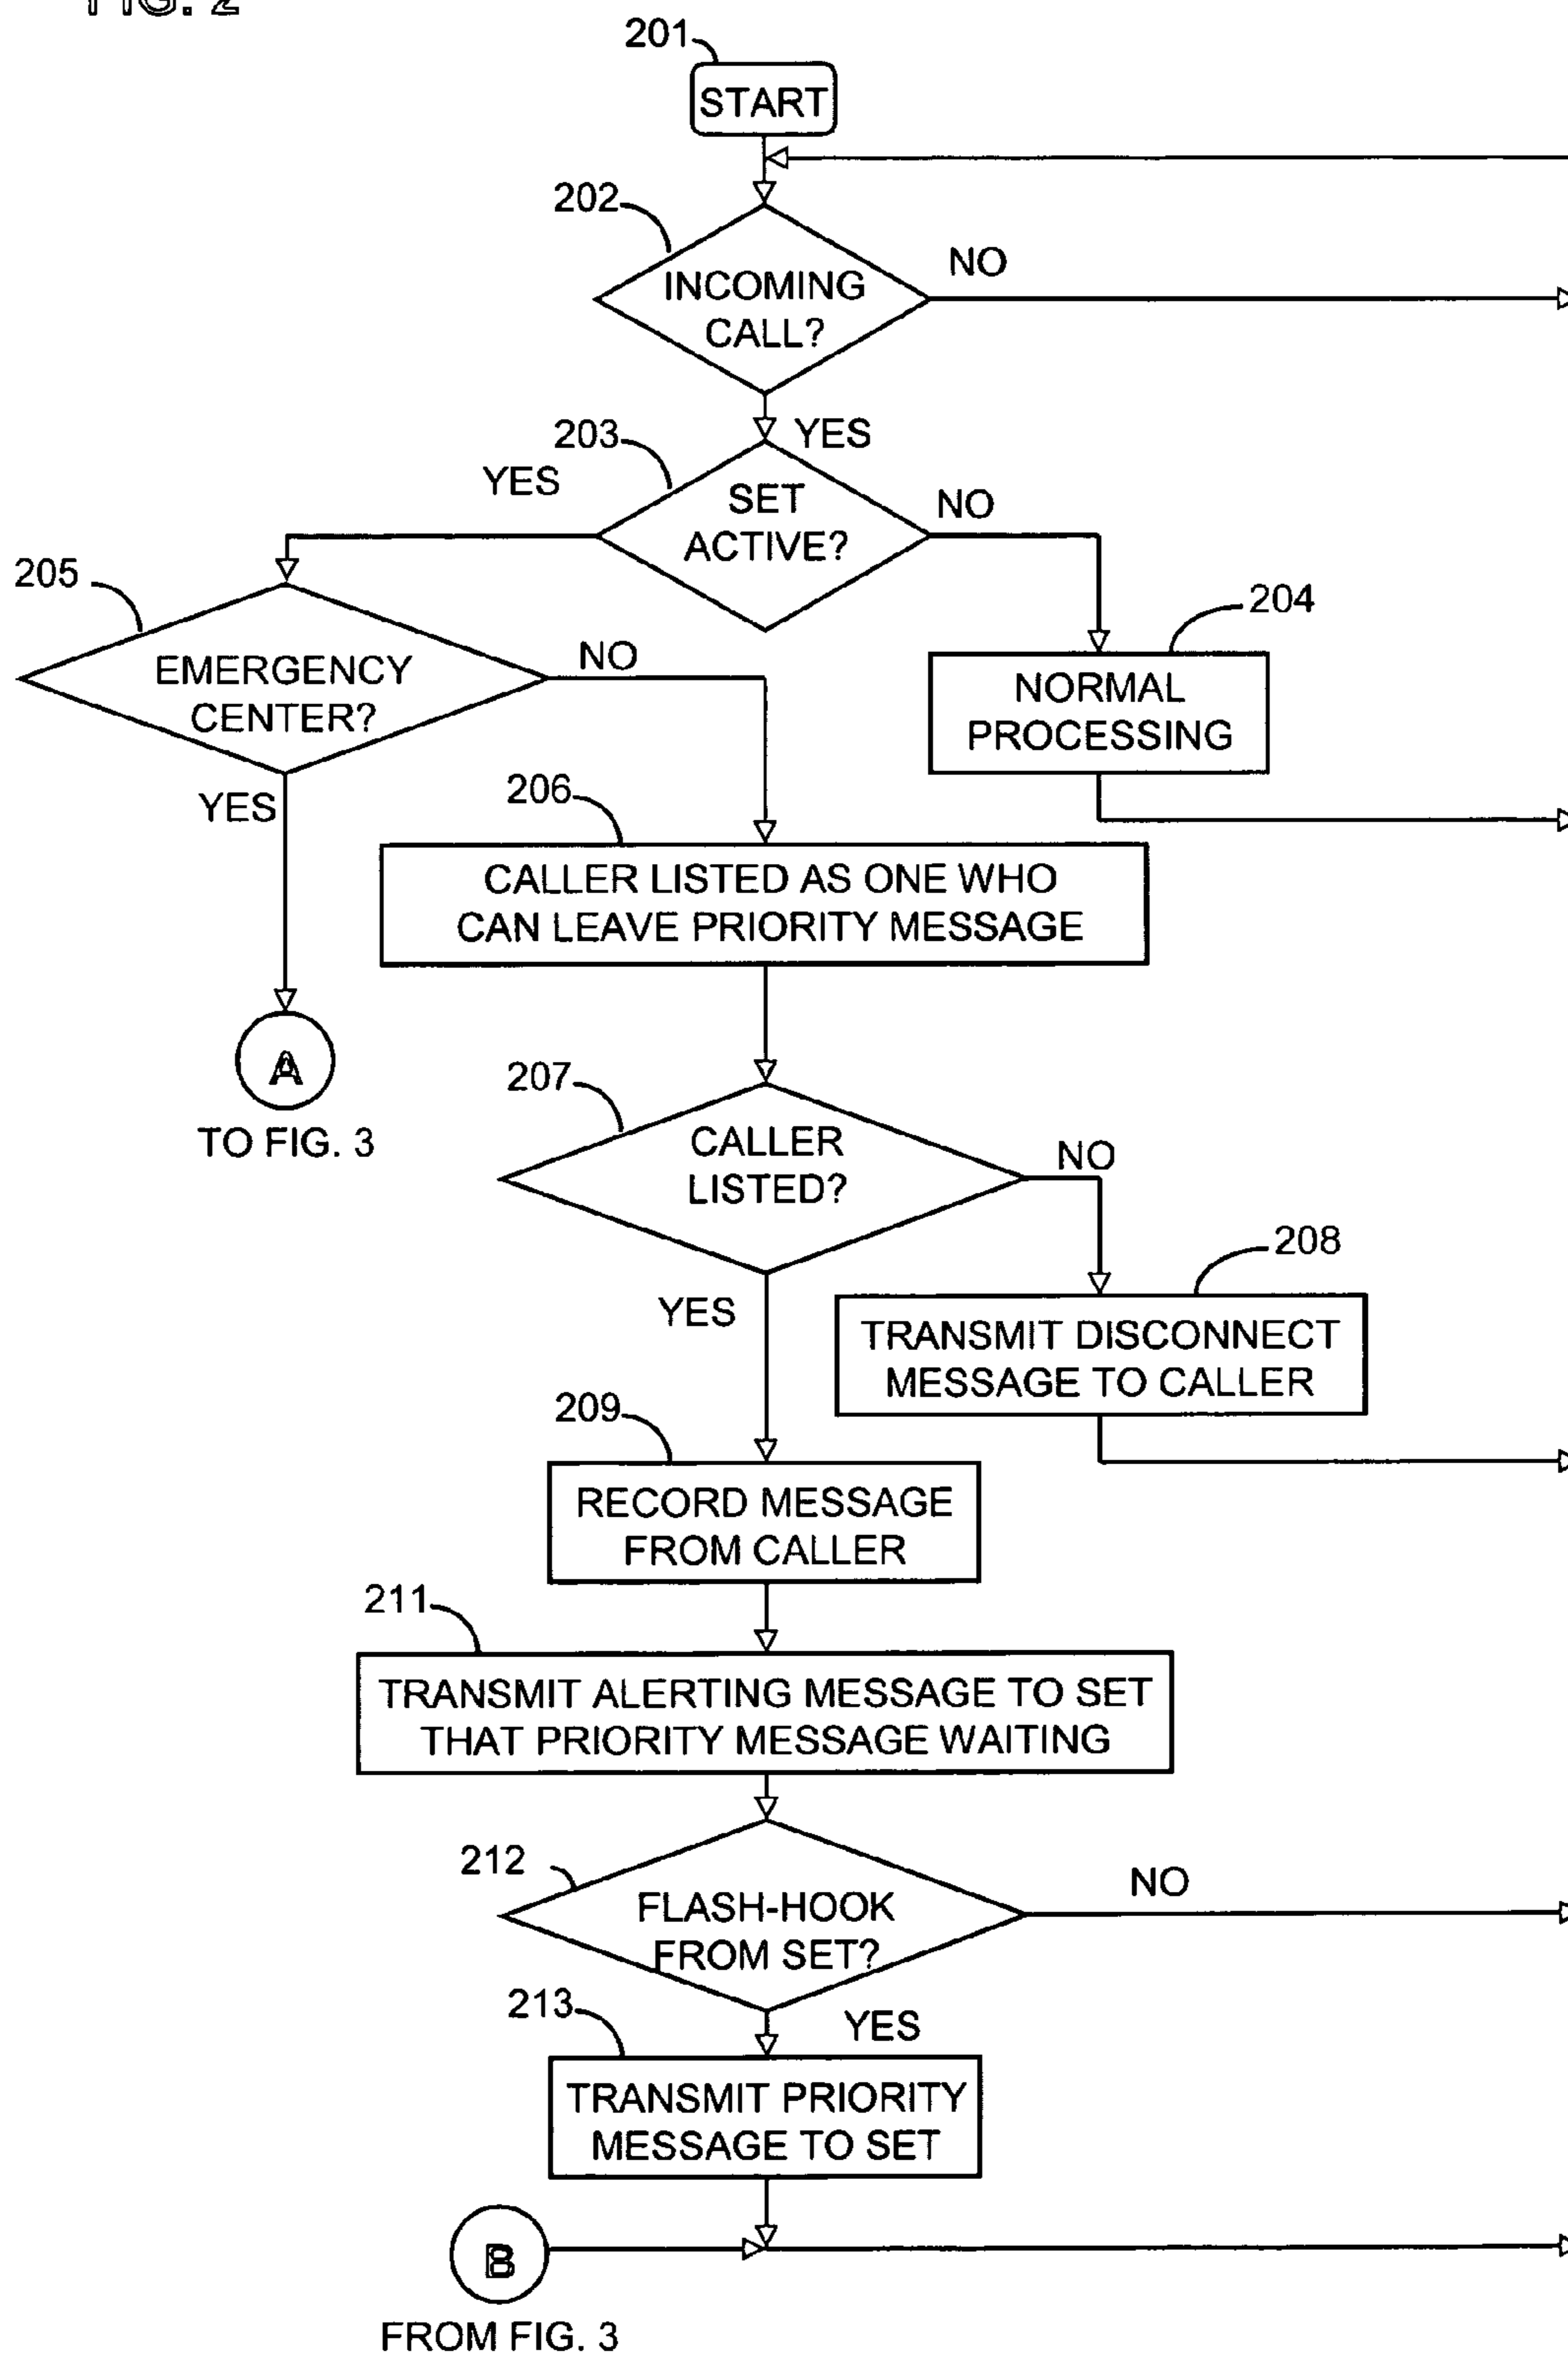 FIG. 2
201
START
202
INCOMING
CALL?
NO
YES
203
SET
ACTIVE?
YES
NO
204
NORMAL
PROCESSING
205
EMERGENCY
CENTER?
NO
YES
A
TO FIG. 3
206
CALLER LISTED AS ONE WHO
CAN LEAVE PRIORITY MESSAGE
207
CALLER
LISTED?
NO
YES
208
TRANSMIT DISCONNECT
MESSAGE TO CALLER
209
RECORD MESSAGE
FROM CALLER
211
TRANSMIT ALERTING MESSAGE TO SET
THAT PRIORITY MESSAGE WAITING
212
FLASH-HOOK
FROM SET?
NO
YES
213
TRANSMIT PRIORITY
MESSAGE TO SET
B
FROM FIG. 3